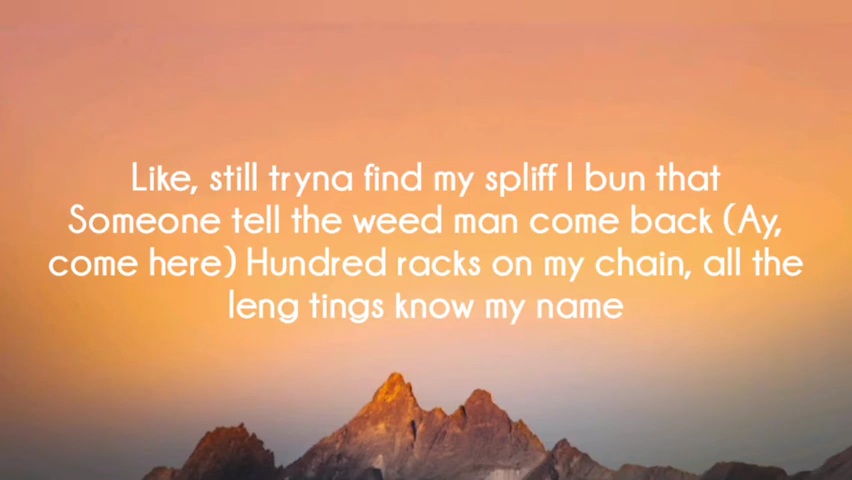 Like, still tryna find my spliff I bun that
Someone tell the weed man come back (Ay,
come here) Hundred racks on my chain, all the
leng tings know my name